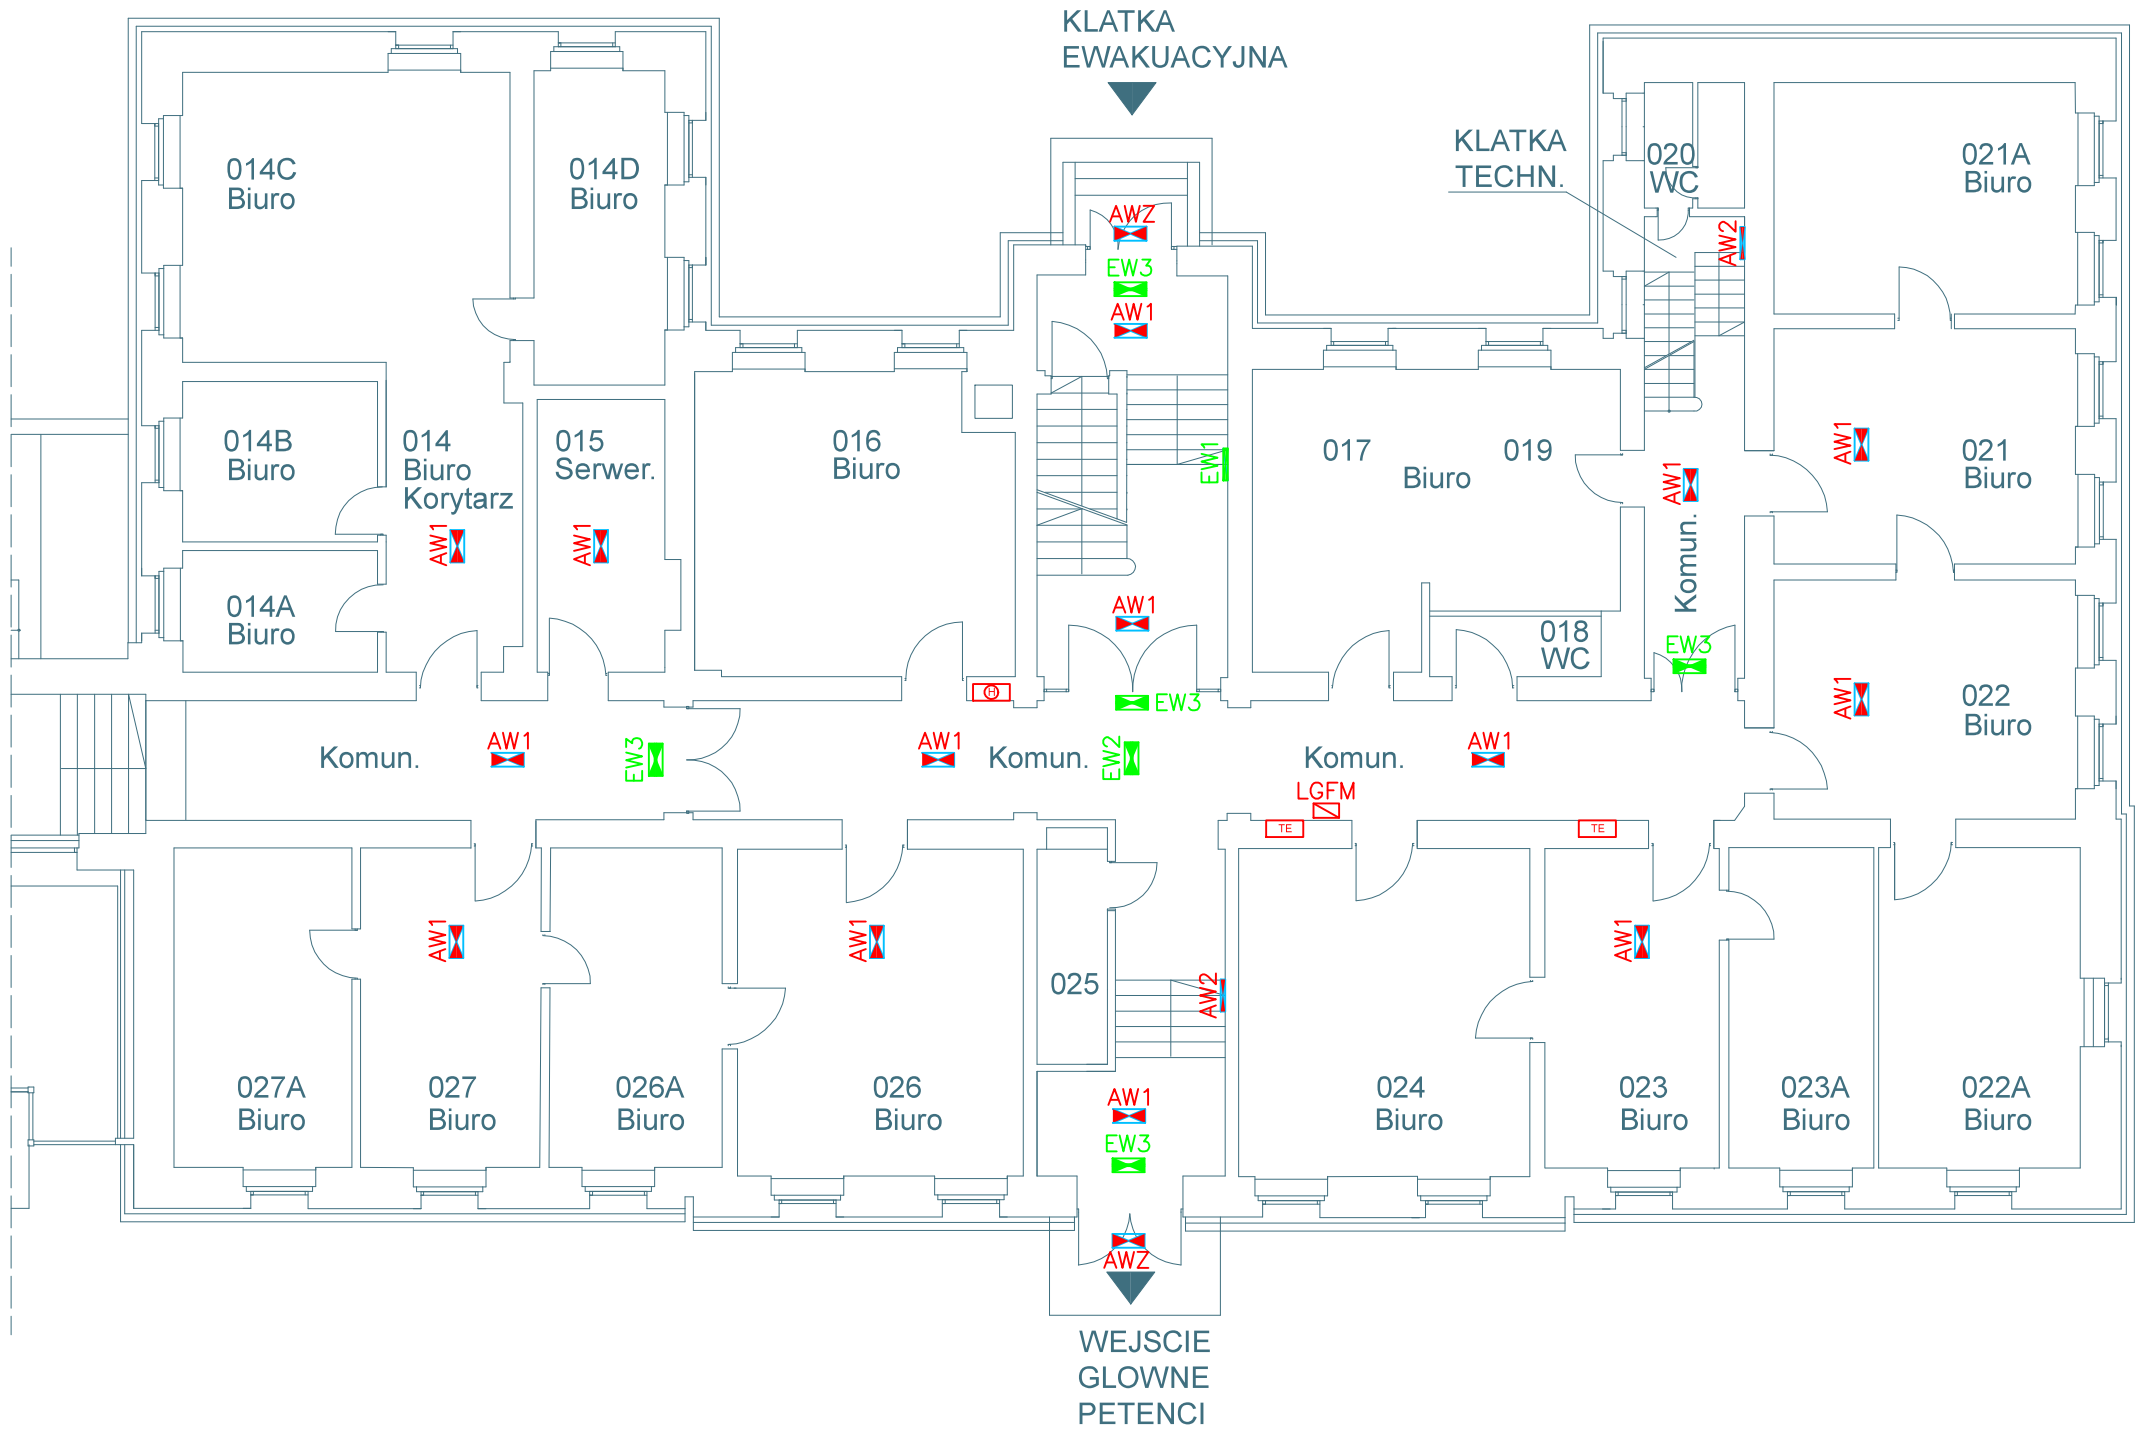 KLATKA
EWAKUACYJNA
KLATKA
TECHN.
014C
Biuro
014D
Biuro
020
WC
021A
Biuro
AWZ
AW2
EW3
AW1
014B
Biuro
014
Biuro
Korytarz
015
Serwer.
016
Biuro
EW1
017
019
Biuro
AW1
AW1
021
Biuro
AW1
AW1
Komun.
014A
Biuro
AW1
018
WC
EW3
AW1
022
Biuro
H
EW3
Komun.
AW1
EW3
AW1
Komun.
EW2
Komun.
AW1
LGFM
TE
TE
AW1
AW1
AW1
025
AW2
027A
Biuro
027
Biuro
026A
Biuro
026
Biuro
AW1
EW3
024
Biuro
023
Biuro
023A
Biuro
022A
Biuro
AWZ
WEJSCIE
GLOWNE
PETENCI